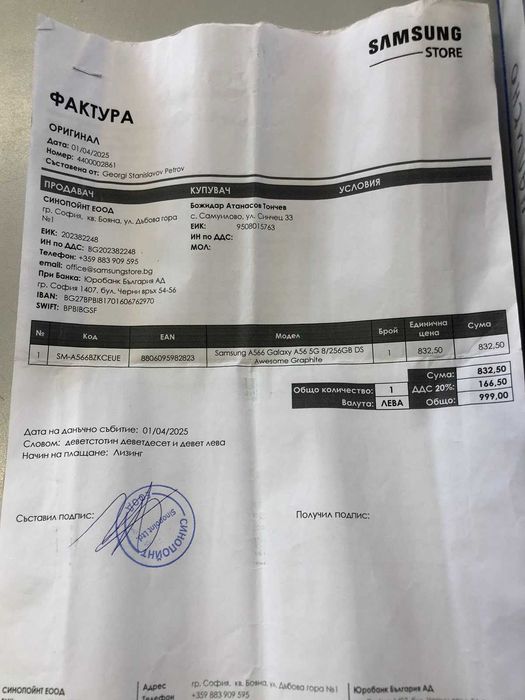 SAMSUNG
STORE
ФАКТУРА
ОРИГИНАЛ
Дата: 01/04/2025
Номер: 4400002861
Съставена от: Georgi Stanislavov Petrov
ПРОДАВАЧ КУПУВАЧ УСЛОВИЯ
СИНОПОЙНТ ЕООД
гр. София, кв. Бояна, ул. Дъбова гора
№1
ЕИК: 202382248
ИН по ДДС: BG202382248
Телефон: +359 883 909 595
email: office@samsungstore.bg
При Банка: Юробанк България АД
гр. София 1407, бул. Черни връх 54-56
IBAN: BG27BPBI81701606762970
SWIFT: BPBIBGSF
Божидар Атанасов Тончев
с. Самуилово, ул. Синчец 33
ЕИК: 9508015763
ИН по ДДС:
МОЛ:
№ Код EAN Модел Брой Единична цена Сума
1 SM-A566BZKCEUE 8806095982823 Samsung A566 Galaxy A56 5G 8/256GB DS Awesome Graphite 1 832,50 832,50
Сума: 832,50
Общо количество: 1 ДДС 20%: 166,50
Валута: ЛЕВА Общо: 999,00
Дата на данъчно събитие: 01/04/2025
Словом: деветстотин деветдесет и девет лева
Начин на плащане: Лизинг
Съставил подпис:
Получил подпис:
СИНОПОЙНТ ЕООД
Sinopoint Ltd.
СИНОПОЙНТ ЕООД
Адрес гр. София, кв. Бояна, ул. Дъбова гора №1
Телефон +359 883 909 595
Юробанк България АД